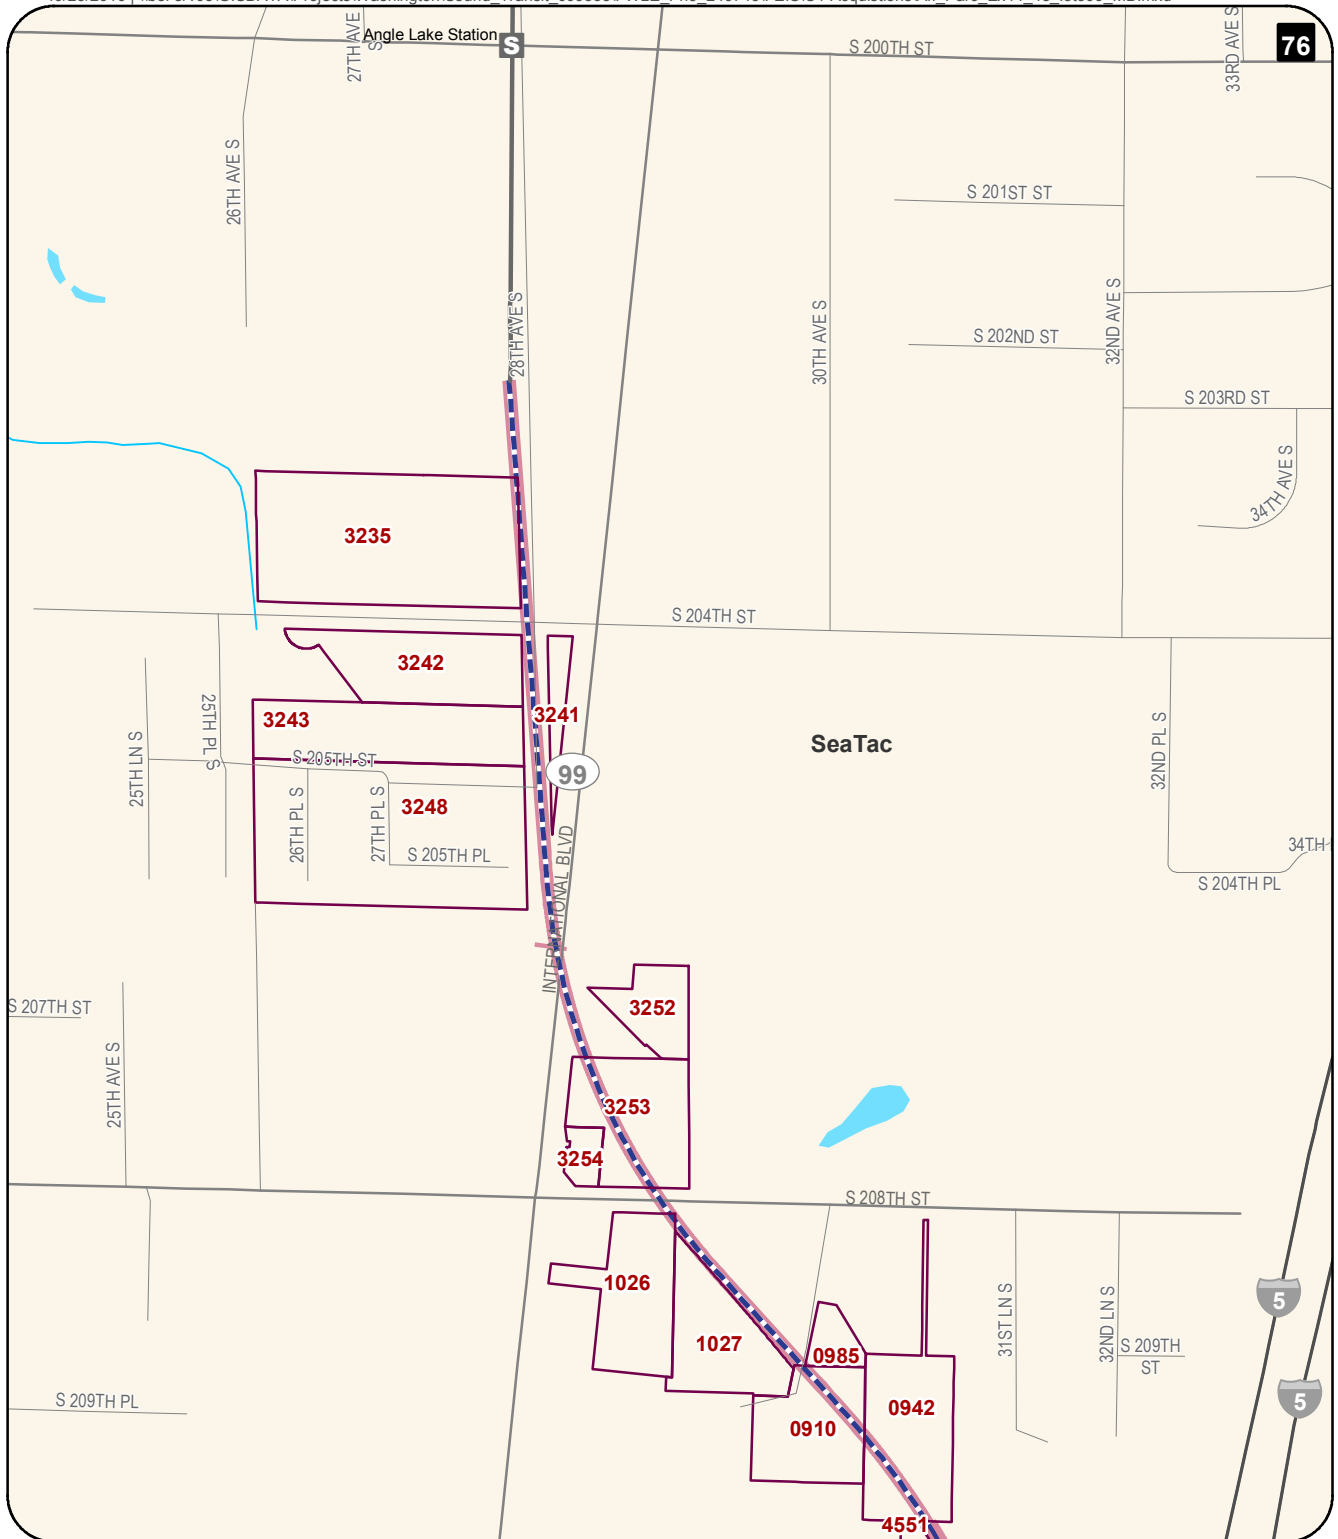 Angle Lake Station
S
27TH AVE S
S 200TH ST
33RD AVE S
76
26TH AVE S
S 201ST ST
28TH AVE S
30TH AVE S
32ND AVE S
S 202ND ST
S 203RD ST
34TH AVE S
3235
S 204TH ST
3242
3243
3241
25TH PL S
25TH LN S
S 205TH ST
SeaTac
32ND PL S
99
3248
26TH PL S
27TH PL S
S 205TH PL
34TH
S 204TH PL
INTERNATIONAL BLVD
S 207TH ST
3252
25TH AVE S
3253
3254
S 208TH ST
1026
5
31ST LN S
32ND LN S
1027
0985
S 209TH
ST
S 209TH PL
0942
5
0910
4551